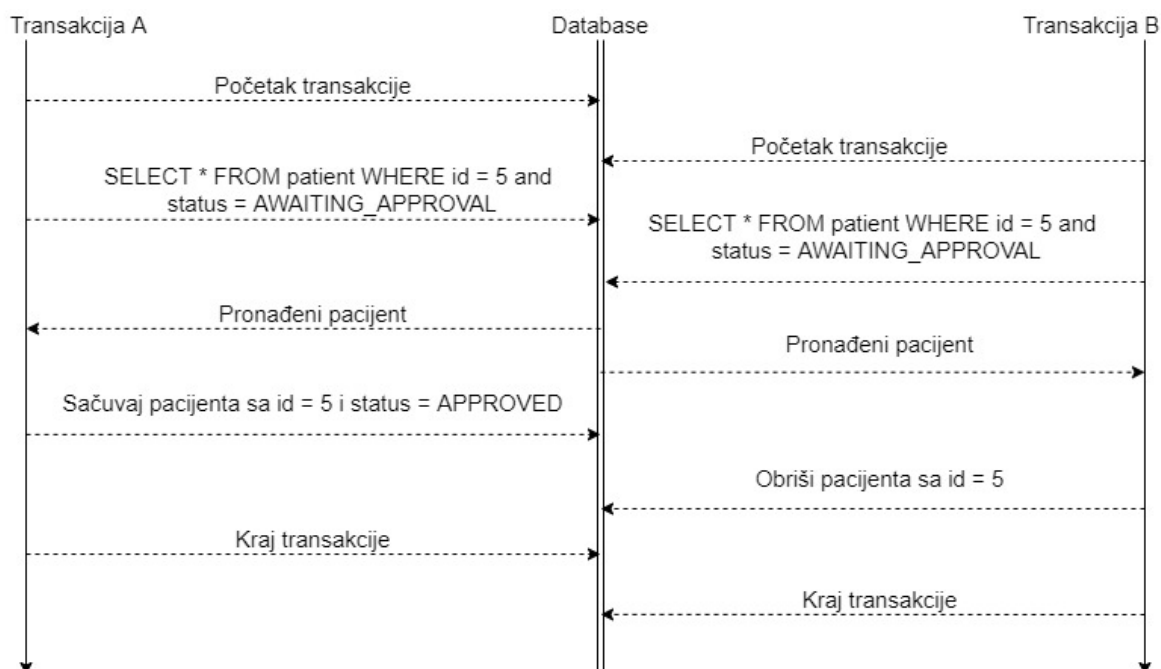 Transakcija A
Database
Transakcija B
Početak transakcije
Početak transakcije
SELECT * FROM patient WHERE id = 5 and
status = AWAITING_APPROVAL
SELECT * FROM patient WHERE id = 5 and
status = AWAITING_APPROVAL
Pronađeni pacijent
Pronađeni pacijent
Sačuvaj pacijenta sa id = 5 i status = APPROVED
Obriši pacijenta sa id = 5
Kraj transakcije
Kraj transakcije